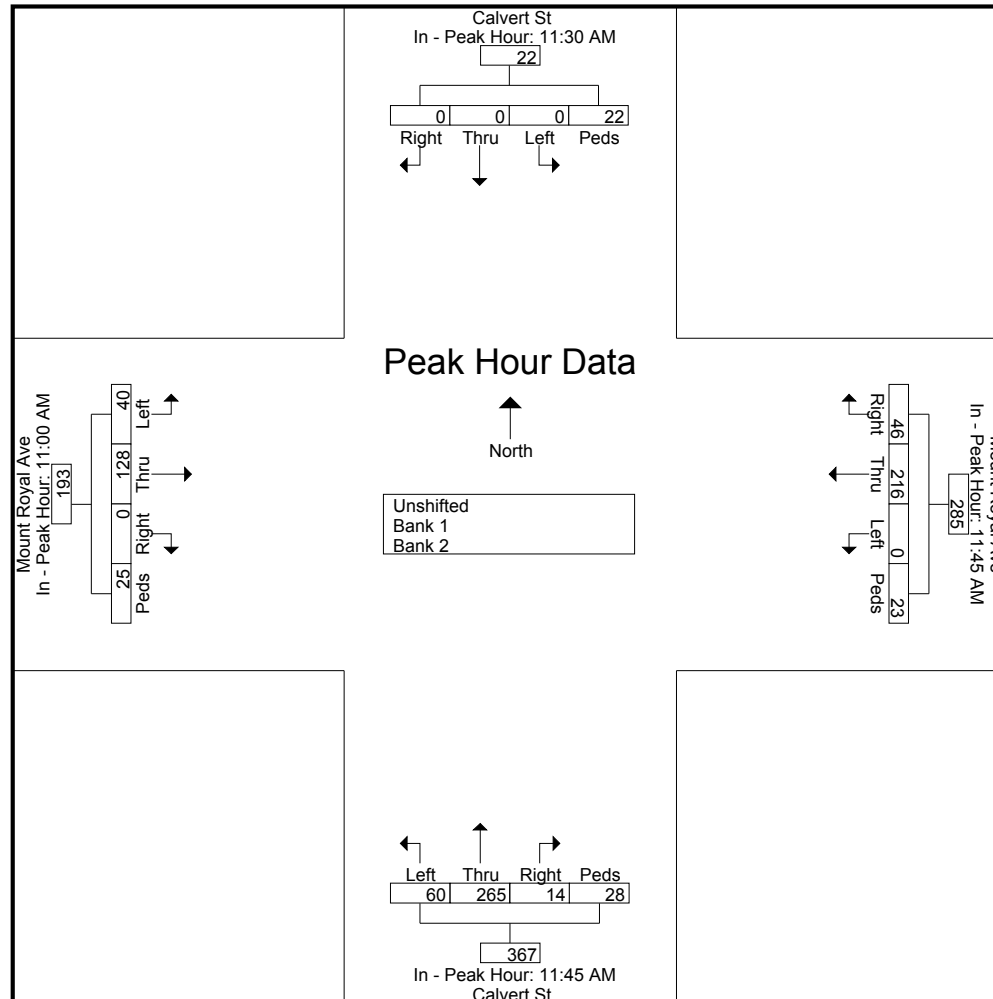 Calvert St
In - Peak Hour: 11:30 AM
22
0 0 0 22
Right Thru Left Peds
Peak Hour Data
North
Unshifted
Bank 1
Bank 2
Mount Royal Ave
In - Peak Hour: 11:00 AM
193
40 128 0 25
Left Thru Right Peds
Mount Royal Ave
In - Peak Hour: 11:45 AM
285
46 216 0 23
Right Thru Left Peds
Left Thru Right Peds
60 265 14 28
367
In - Peak Hour: 11:45 AM
Calvert St